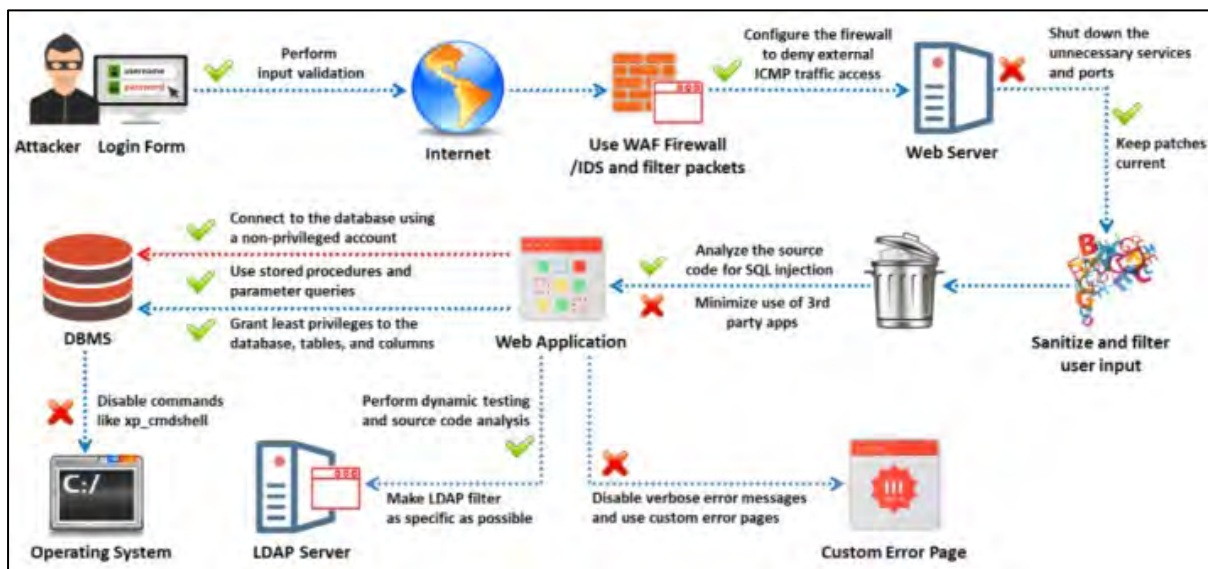 username
password
Attacker
Login Form
Perform
input validation
Internet
Use WAF Firewall
/IDS and filter packets
Configure the firewall
to deny external
ICMP traffic access
Web Server
Shut down the
unnecessary services
and ports
Keep patches
current
Sanitize and filter
user input
Analyze the source
code for SQL injection
Minimize use of 3rd
party apps
Web Application
Connect to the database using
a non-privileged account
Use stored procedures and
parameter queries
Grant least privileges to the
database, tables, and columns
DBMS
Disable commands
like xp_cmdshell
C:/
Operating System
Perform dynamic testing
and source code analysis
Make LDAP filter
as specific as possible
LDAP Server
Disable verbose error messages
and use custom error pages
Custom Error Page